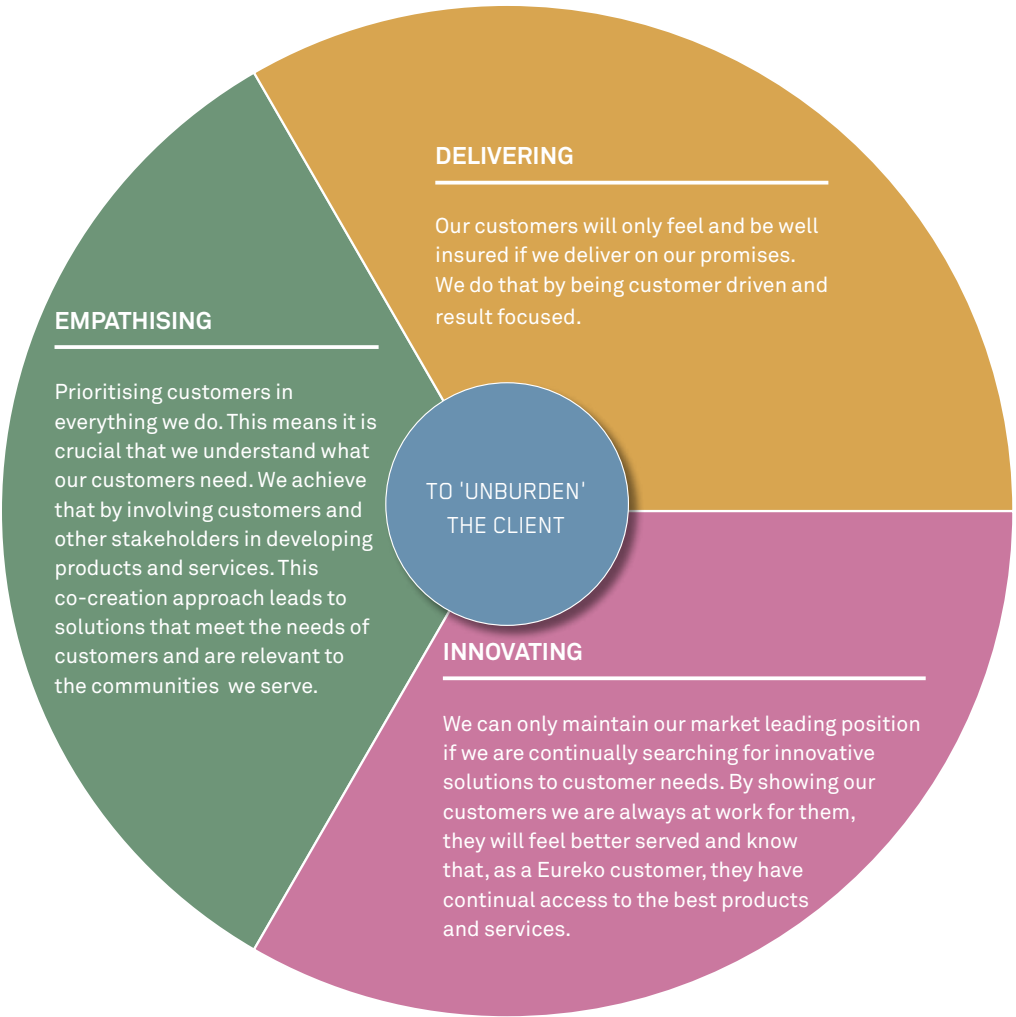 DELIVERING
Our customers will only feel and be well
insured if we deliver on our promises.
We do that by being customer driven and
result focused.
EMPATHISING
Prioritising customers in
everything we do. This means it is
crucial that we understand what
our customers need. We achieve
that by involving customers and
other stakeholders in developing
products and services. This
co-creation approach leads to
solutions that meet the needs of
customers and are relevant to
the communities  we serve.
TO 'UNBURDEN'
THE CLIENT
INNOVATING
We can only maintain our market leading position
if we are continually searching for innovative
solutions to customer needs. By showing our
customers we are always at work for them,
they will feel better served and know
that, as a Eureko customer, they have
continual access to the best products
and services.